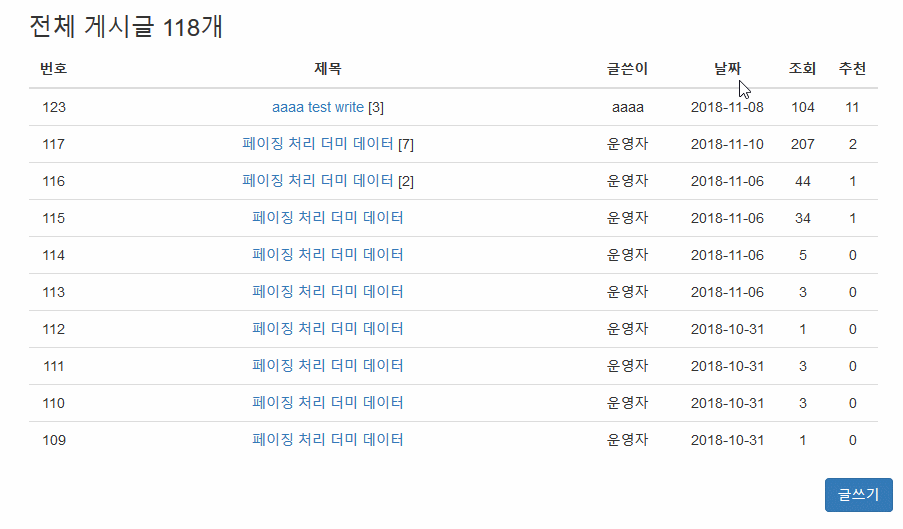 전체 게시글 118개
번호 제목 글쓴이 날짜 조회 추천
123 aaaa test write [3] aaaa 2018-11-08 104 11
117 페이징 처리 더미 데이터 [7] 운영자 2018-11-10 207 2
116 페이징 처리 더미 데이터 [2] 운영자 2018-11-06 44 1
115 페이징 처리 더미 데이터 운영자 2018-11-06 34 1
114 페이징 처리 더미 데이터 운영자 2018-11-06 5 0
113 페이징 처리 더미 데이터 운영자 2018-11-06 3 0
112 페이징 처리 더미 데이터 운영자 2018-10-31 1 0
111 페이징 처리 더미 데이터 운영자 2018-10-31 3 0
110 페이징 처리 더미 데이터 운영자 2018-10-31 3 0
109 페이징 처리 더미 데이터 운영자 2018-10-31 1 0
글쓰기